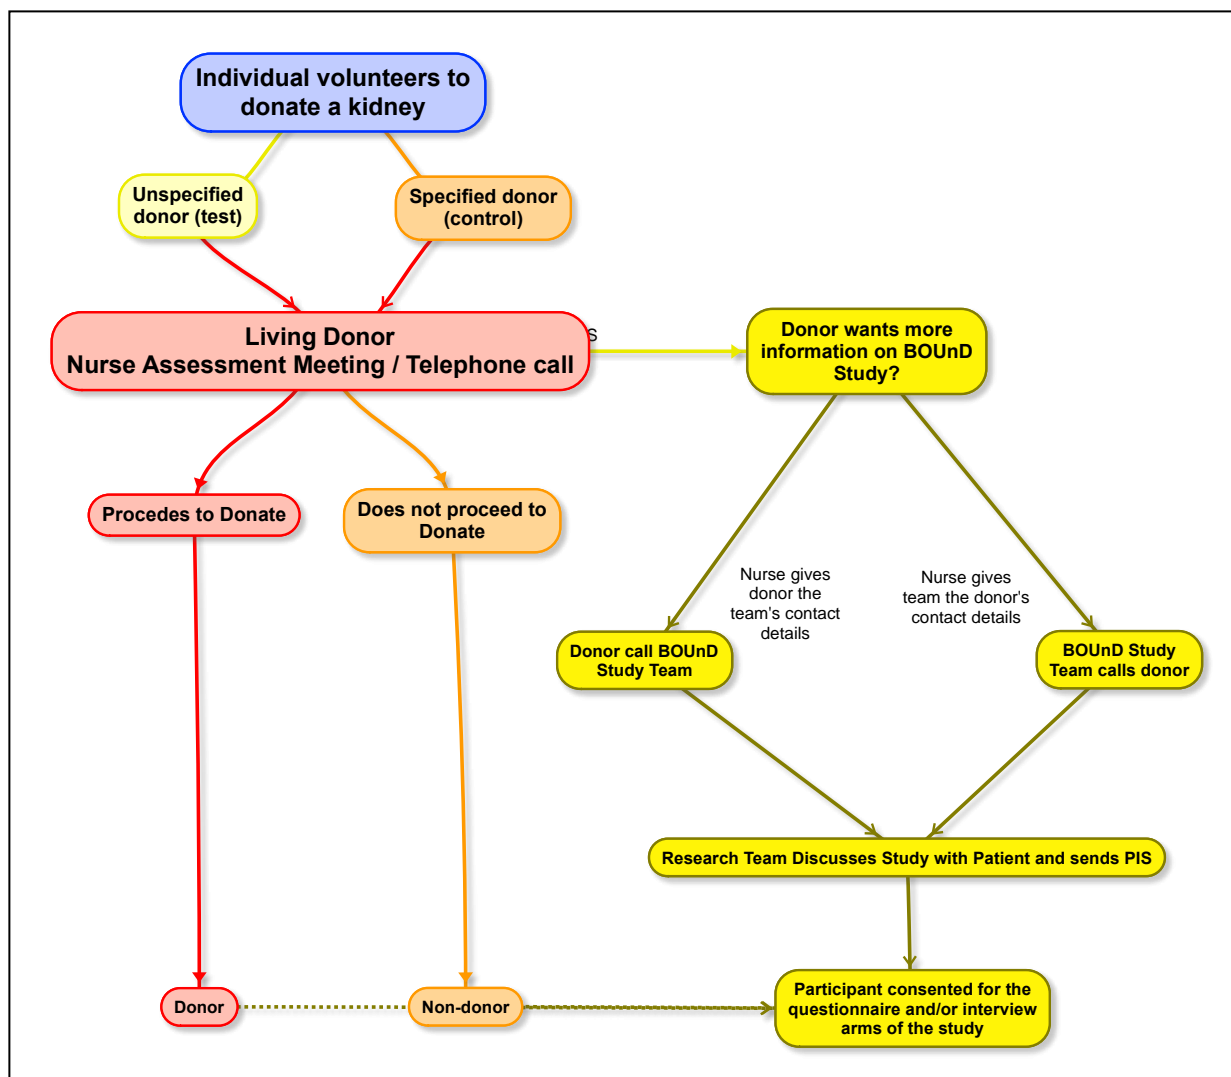 Individual volunteers to
donate a kidney
Unspecified
donor (test)
Specified donor
(control)
Living Donor
Nurse Assessment Meeting / Telephone call
S
Donor wants more
information on BOUnD
Study?
Procedes to Donate
Does not proceed to
Donate
Nurse gives
donor the
team's contact
details
Nurse gives
team the donor's
contact details
Donor call BOUnD
Study Team
BOUnD Study
Team calls donor
Research Team Discusses Study with Patient and sends PIS
Donor
Non-donor
Participant consented for the
questionnaire and/or interview
arms of the study